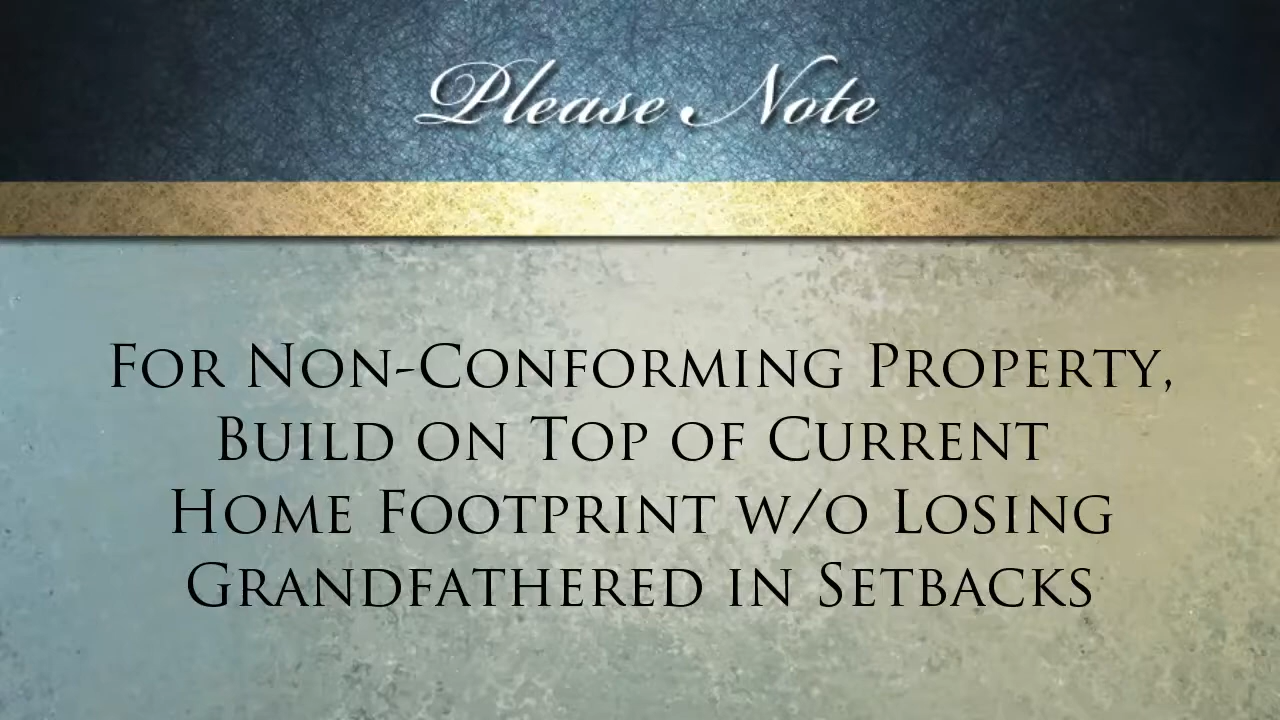 Please Note
For Non-Conforming Property,
Build on Top of Current
Home Footprint w/o Losing
Grandfathered in Setbacks